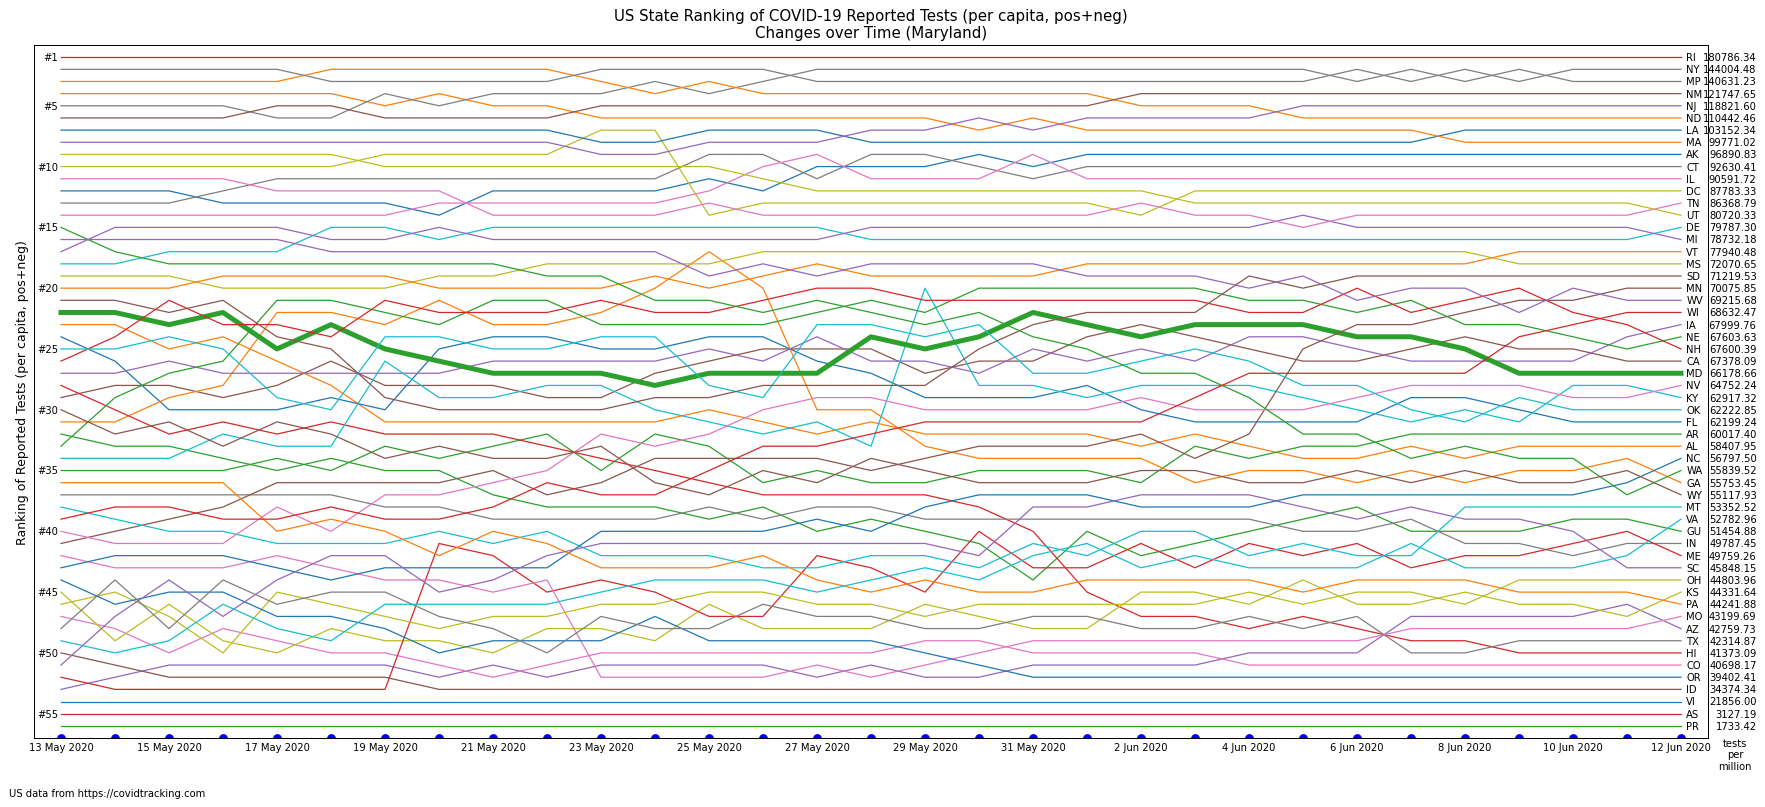 US State Ranking of COVID-19 Reported Tests (per capita, pos+neg)
Changes over Time (Maryland)
Ranking of Reported Tests (per capita, pos+neg)
#1
#5
#10
#15
#20
#25
#30
#35
#40
#45
#50
#55
RI 180786.34
NY 144004.48
MP 140631.23
NM 121747.65
NJ 118821.60
ND 110442.46
LA 103152.34
MA 99771.02
AK 96890.83
CT 92630.41
IL 90591.72
DC 87783.33
TN 86368.79
UT 80720.33
DE 79787.30
MI 78732.18
VT 77940.48
MS 72070.65
SD 71219.53
MN 70075.85
WV 69215.68
WI 68632.47
IA 67999.76
NE 67603.63
NH 67600.39
CA 67378.09
MD 66178.66
NV 64752.24
KY 62917.32
OK 62222.85
FL 62199.24
AR 60017.40
AL 58407.95
NC 56797.50
WA 55839.52
GA 55753.45
WY 55117.93
MT 53352.52
VA 52782.96
GU 51454.88
IN 49787.45
ME 49759.26
SC 45848.15
OH 44803.96
KS 44331.64
PA 44241.88
MO 43199.69
AZ 42759.73
TX 42314.87
HI 41373.09
CO 40698.17
OR 39402.41
ID 34374.34
VI 21856.00
AS 3127.19
PR 1733.42
13 May 2020
15 May 2020
17 May 2020
19 May 2020
21 May 2020
23 May 2020
25 May 2020
27 May 2020
29 May 2020
31 May 2020
2 Jun 2020
4 Jun 2020
6 Jun 2020
8 Jun 2020
10 Jun 2020
12 Jun 2020
tests
per
million
US data from https://covidtracking.com